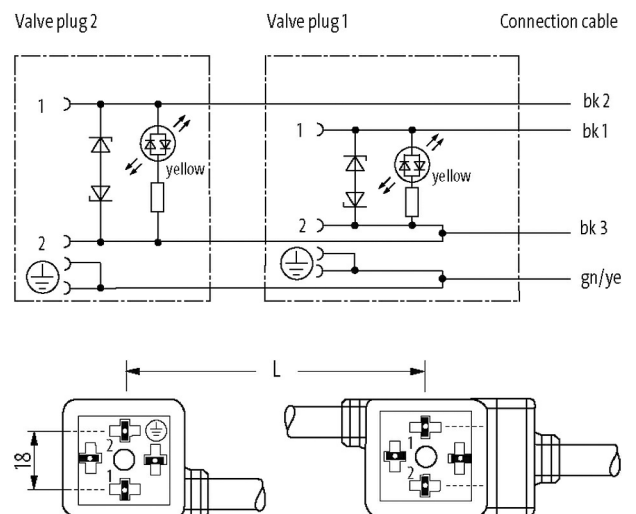 Valve plug 2 Valve plug 1 Connection cable
1 bk 2
1 bk 1
yellow yellow
2 bk 3
2
gn/ye
L
18
2
1
1
2